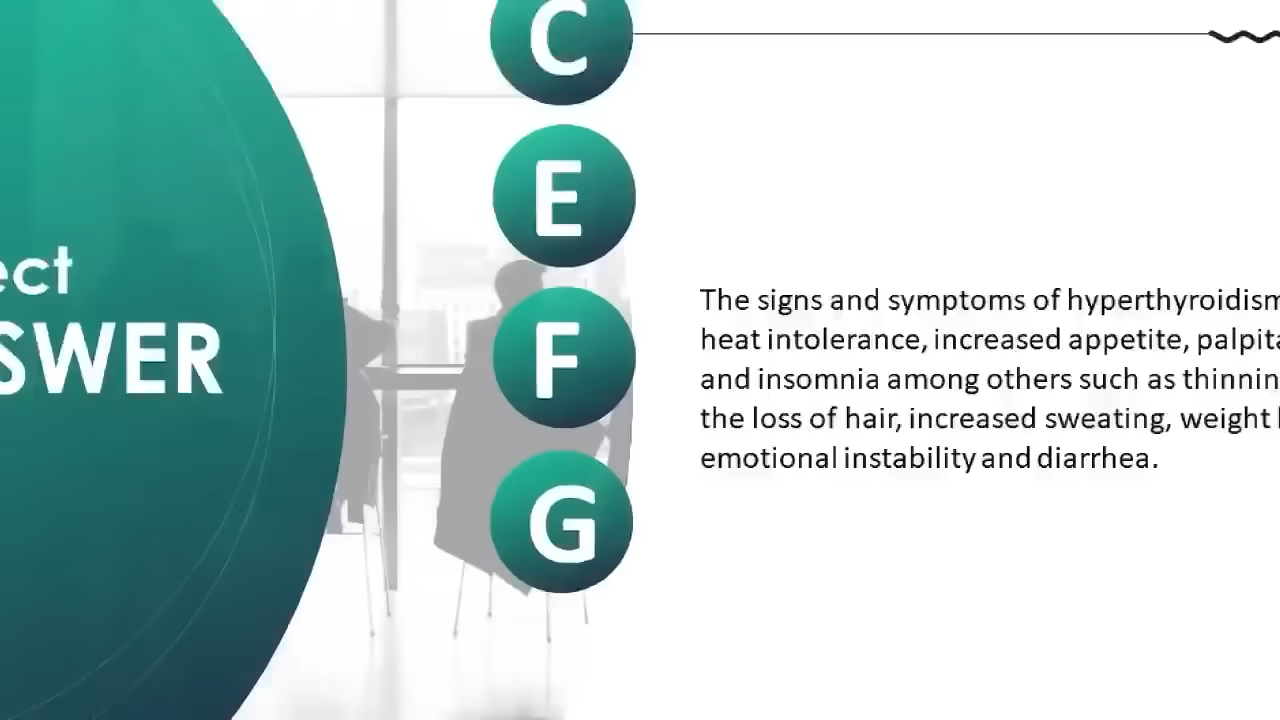 C
E
F
G
ect
SWER
The signs and symptoms of hyperthyroidism
heat intolerance, increased appetite, palpita
and insomnia among others such as thinnin
the loss of hair, increased sweating, weight
emotional instability and diarrhea.